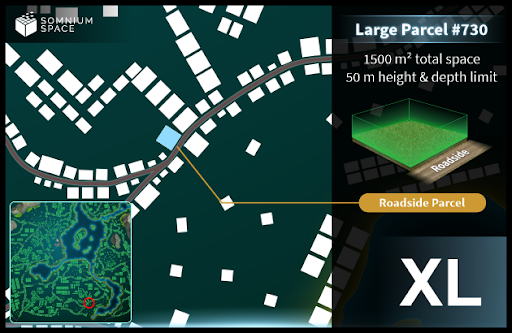 SOMNIUM
SPACE
Large Parcel #730
1500 m² total space
50 m height & depth limit
Roadside
Roadside Parcel
XL